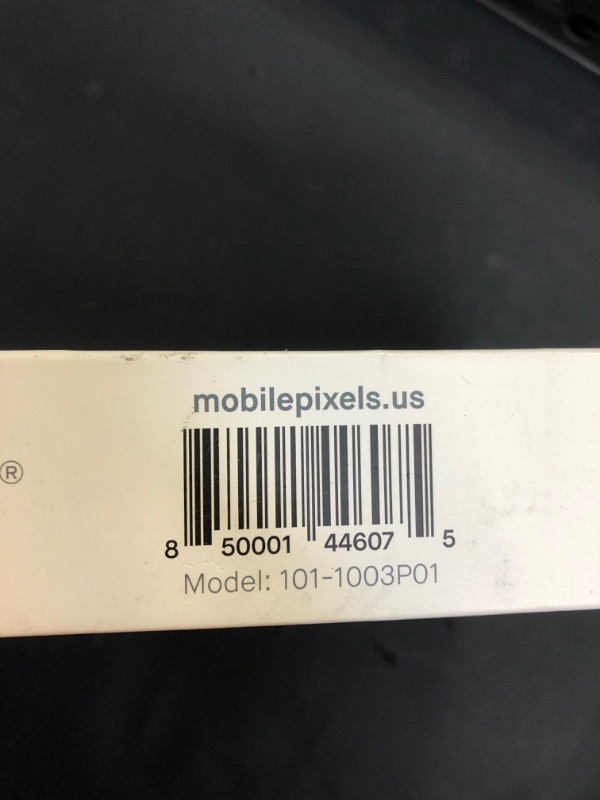 mobilepixels.us
®
8 50001 44607 5
Model: 101-1003P01